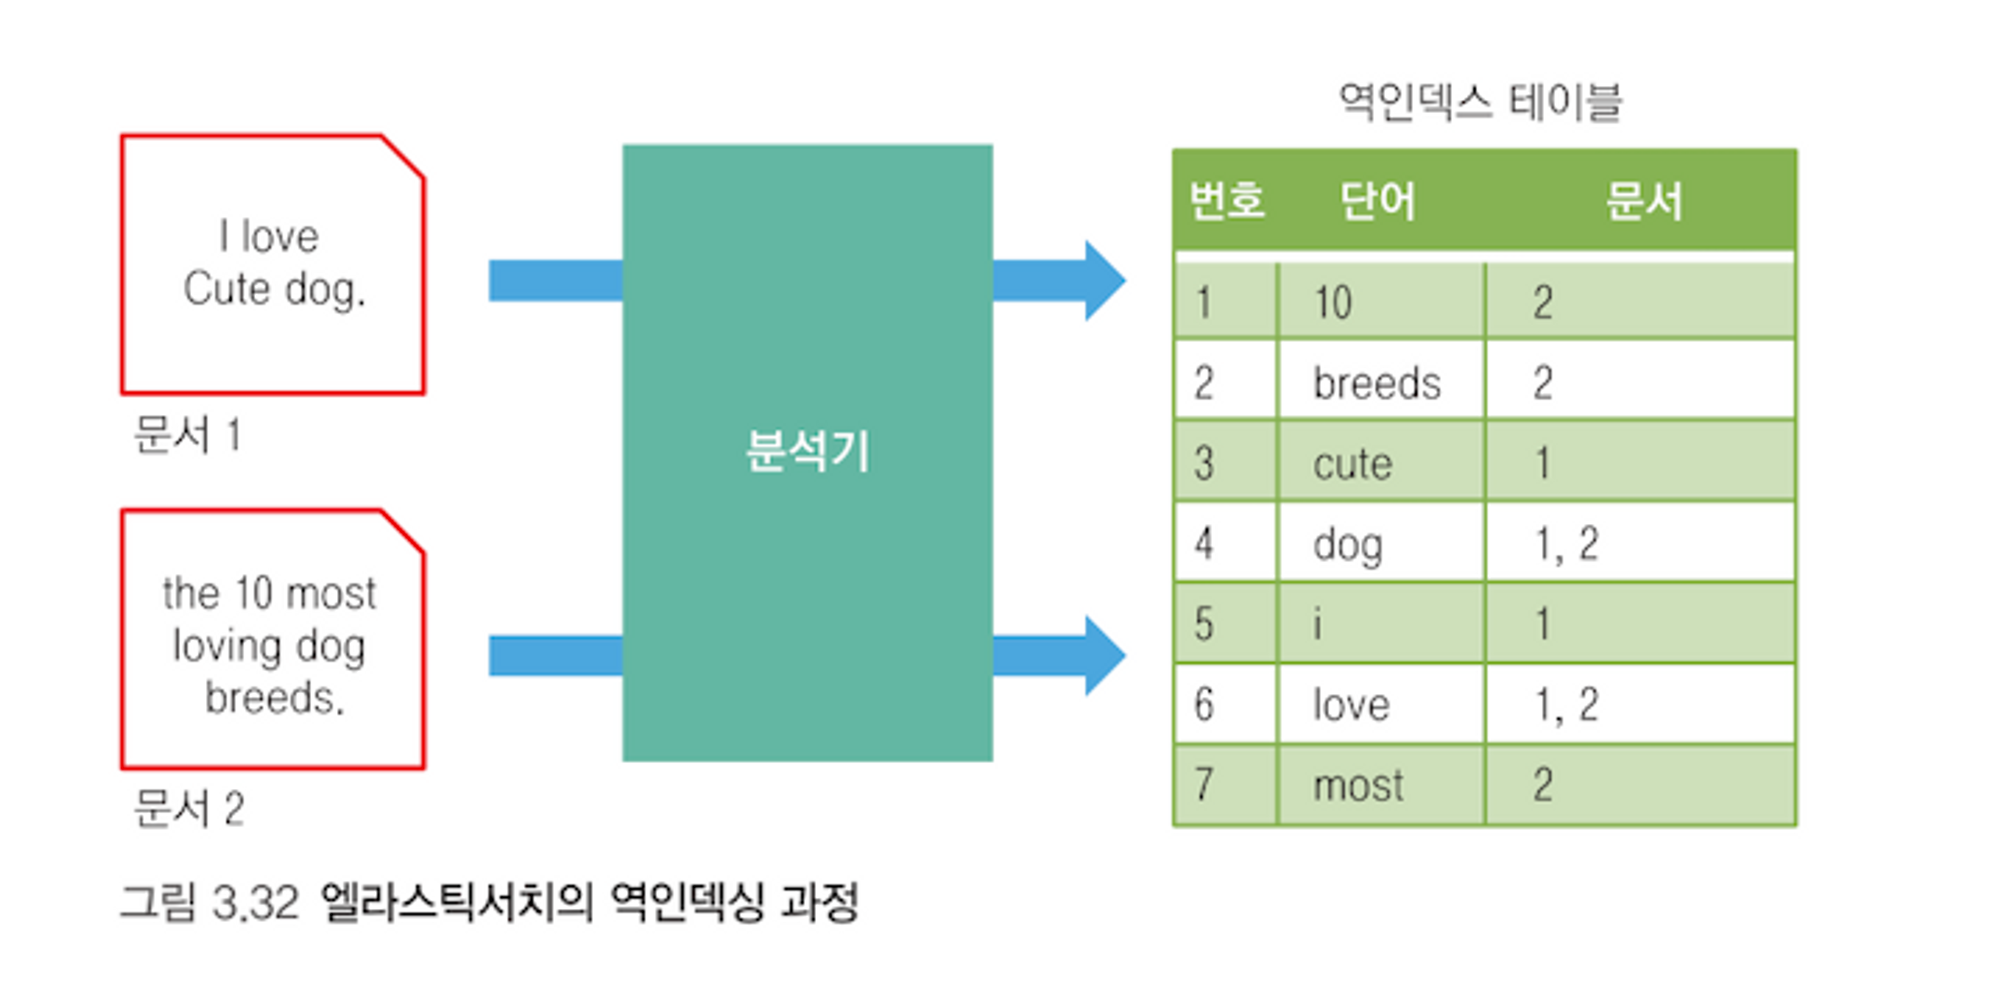 I love
Cute dog.
문서 1
the 10 most
loving dog
breeds.
문서 2
분석기
역인덱스 테이블
번호 단어 문서
1 10 2
2 breeds 2
3 cute 1
4 dog 1, 2
5 i 1
6 love 1, 2
7 most 2
그림 3.32 엘라스틱서치의 역인덱싱 과정